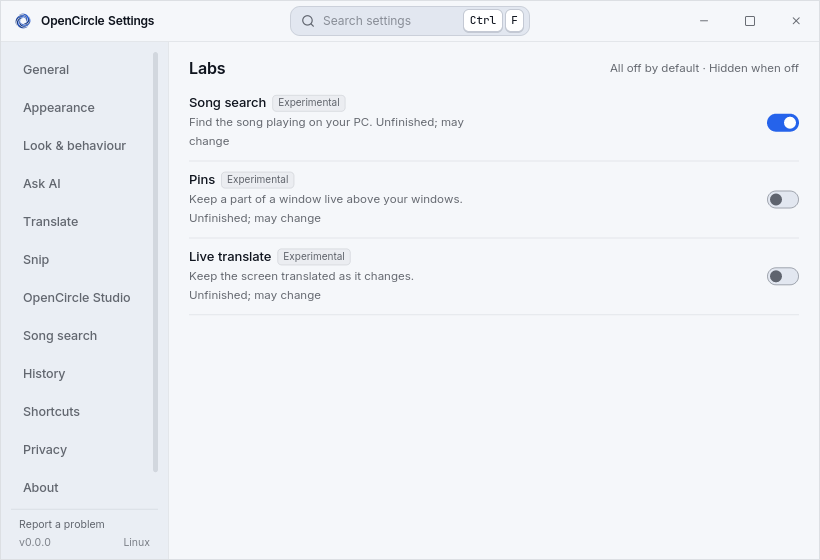 OpenCircle Settings
Search settings
Ctrl F
General
Appearance
Look & behaviour
Ask AI
Translate
Snip
OpenCircle Studio
Song search
History
Shortcuts
Privacy
About
Report a problem
v0.0.0 Linux
Labs
All off by default · Hidden when off
Song search Experimental
Find the song playing on your PC. Unfinished; may
change
Pins Experimental
Keep a part of a window live above your windows.
Unfinished; may change
Live translate Experimental
Keep the screen translated as it changes.
Unfinished; may change